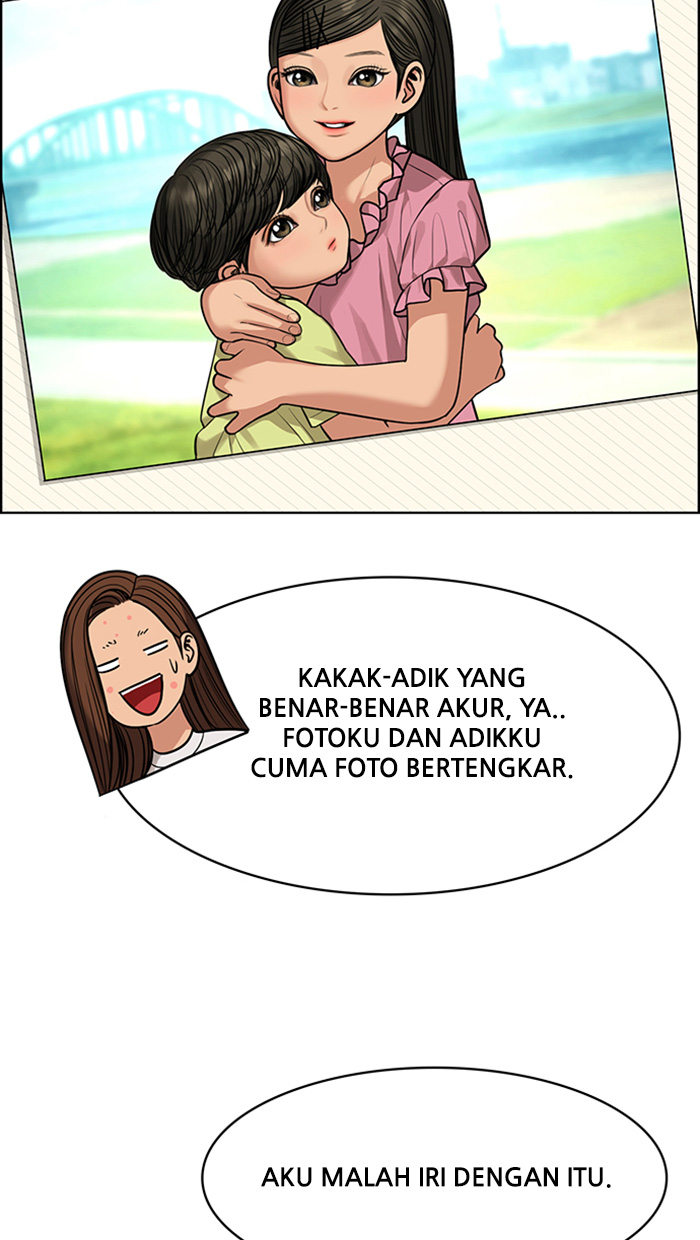 KAKAK-ADIK YANG
BENAR-BENAR AKUR, YA..
FOTOKU DAN ADIKKU
CUMA FOTO BERTENGKAR.
AKU MALAH IRI DENGAN ITU.